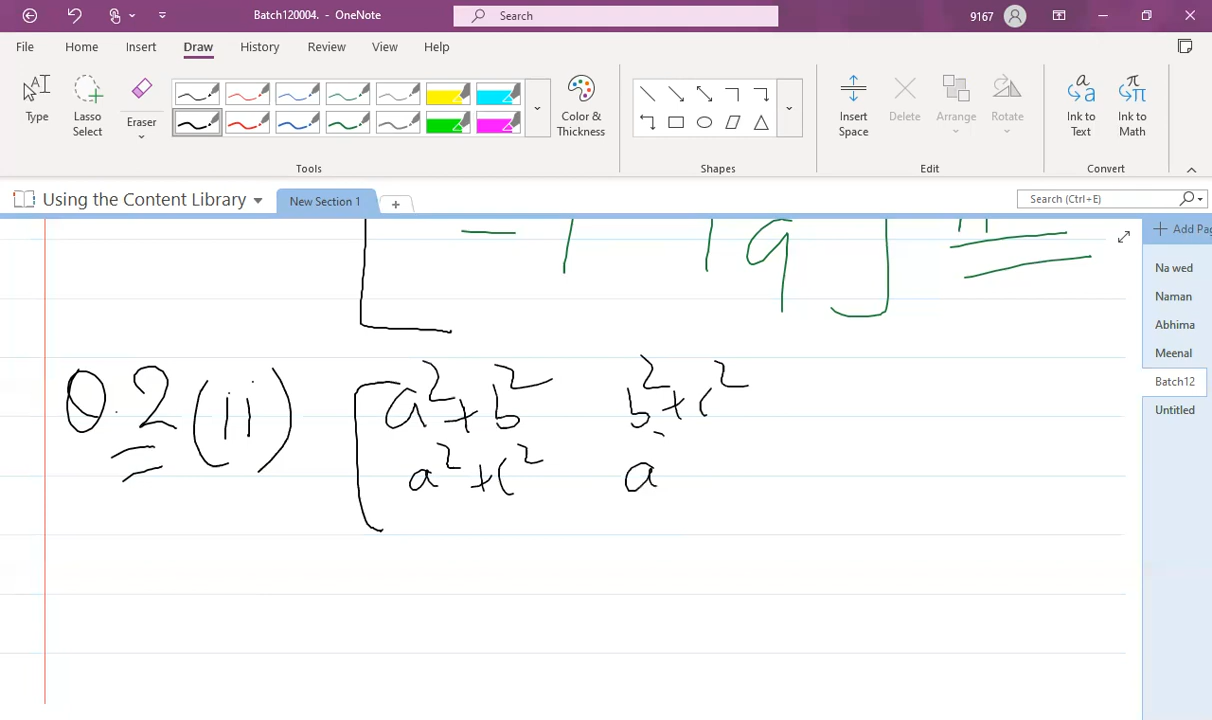 Batch120004. - OneNote
Search
9167
File Home Insert Draw History Review View Help
Type
Lasso Select
Eraser
Color & Thickness
Insert Space
Delete
Arrange
Rotate
Ink to Text
Ink to Math
Tools
Shapes
Edit
Convert
Using the Content Library
New Section 1
Search (Ctrl+E)
Add Pag
Na wed
Naman
Abhima
Meenal
Batch12
Untitled
Q.2 (ii) [ a²+b² b²+c²
a²+c² a